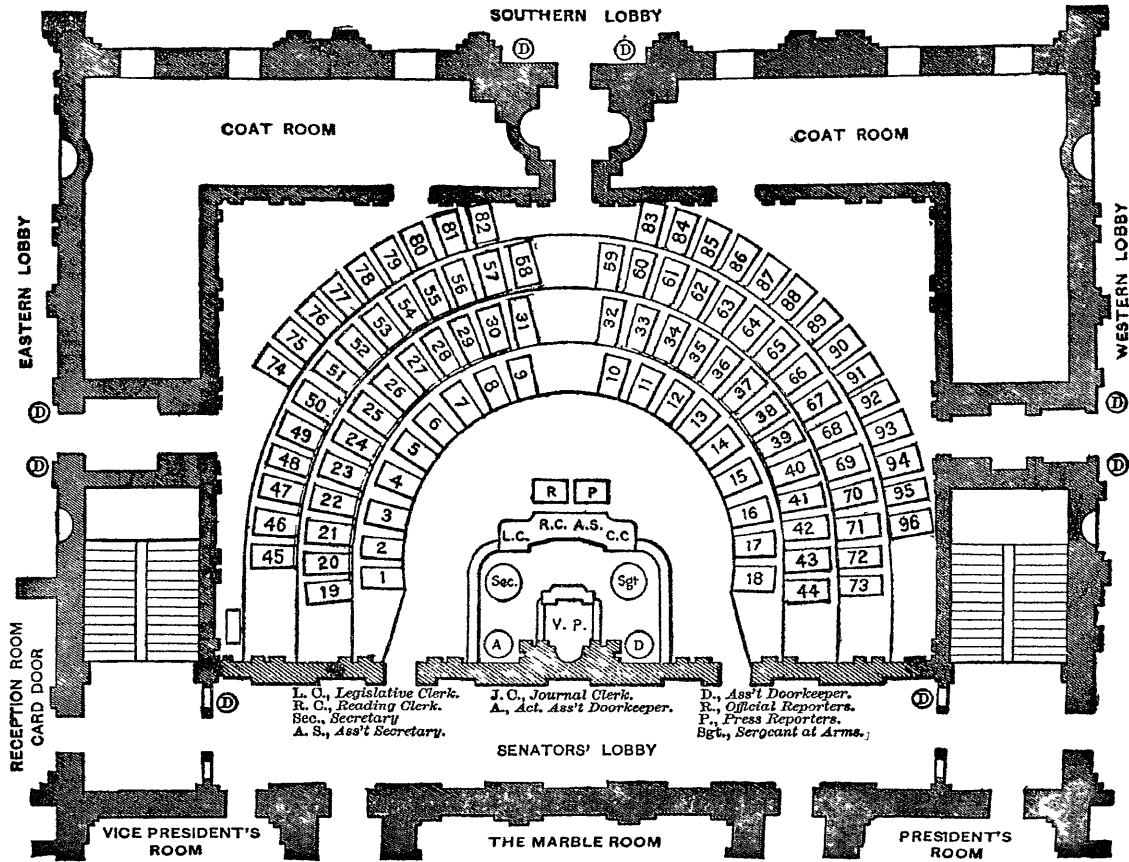 SOUTHERN LOBBY
D
D
COAT ROOM
COAT ROOM
EASTERN LOBBY
WESTERN LOBBY
74 75 76 77 78 79 80 81 82
83 84 85 86 87 88 89 90 91 92 93 94 95 96
45 46 47 48 49 50 51 52 53 54 55 56 57 58
59 60 61 62 63 64 65 66 67 68 69 70 71 72 73
19 20 21 22 23 24 25 26 27 28 29 30 31
32 33 34 35 36 37 38 39 40 41 42 43 44
1 2 3 4 5 6 7 8 9
10 11 12 13 14 15 16 17 18
D
D
D
D
R P
L.C. R.C. A.S. C.C
Sec. Sgt
V. P.
A D
RECEPTION ROOM
CARD DOOR
D
D
L. C., Legislative Clerk.
R. C., Reading Clerk.
Sec., Secretary
A. S., Ass't Secretary.
J. C., Journal Clerk.
A., Act. Ass't Doorkeeper.
D., Ass't Doorkeeper.
R., Official Reporters.
P., Press Reporters.
Sgt., Sergeant at Arms.
SENATORS' LOBBY
VICE PRESIDENT'S
ROOM
THE MARBLE ROOM
PRESIDENT'S
ROOM